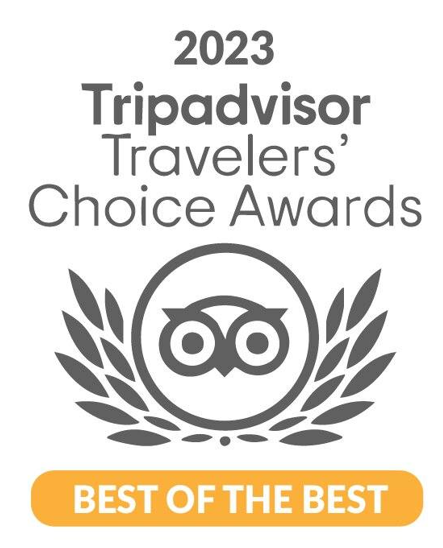 2023
Tripadvisor
Travelers’
Choice Awards
BEST OF THE BEST